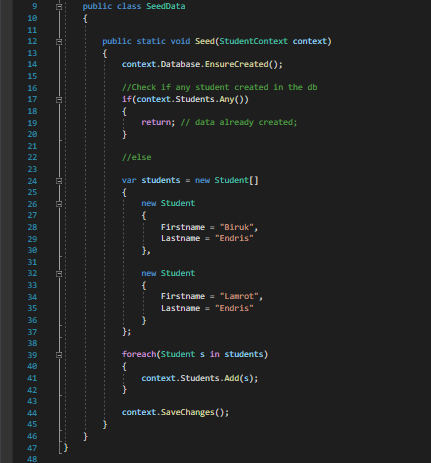 9 public class SeedData
10 {
11
12 public static void Seed(StudentContext context)
13 {
14 context.Database.EnsureCreated();
15
16 //Check if any student created in the db
17 if(context.Students.Any())
18 {
19 return; // data already created;
20 }
21
22 //else
23
24 var students = new Student[]
25 {
26 new Student
27 {
28 Firstname = "Biruk",
29 Lastname = "Endris"
30 },
31
32 new Student
33 {
34 Firstname = "Lamrot",
35 Lastname = "Endris"
36 }
37 };
38
39 foreach(Student s in students)
40 {
41 context.Students.Add(s);
42 }
43
44 context.SaveChanges();
45 }
46 }
47 }
48